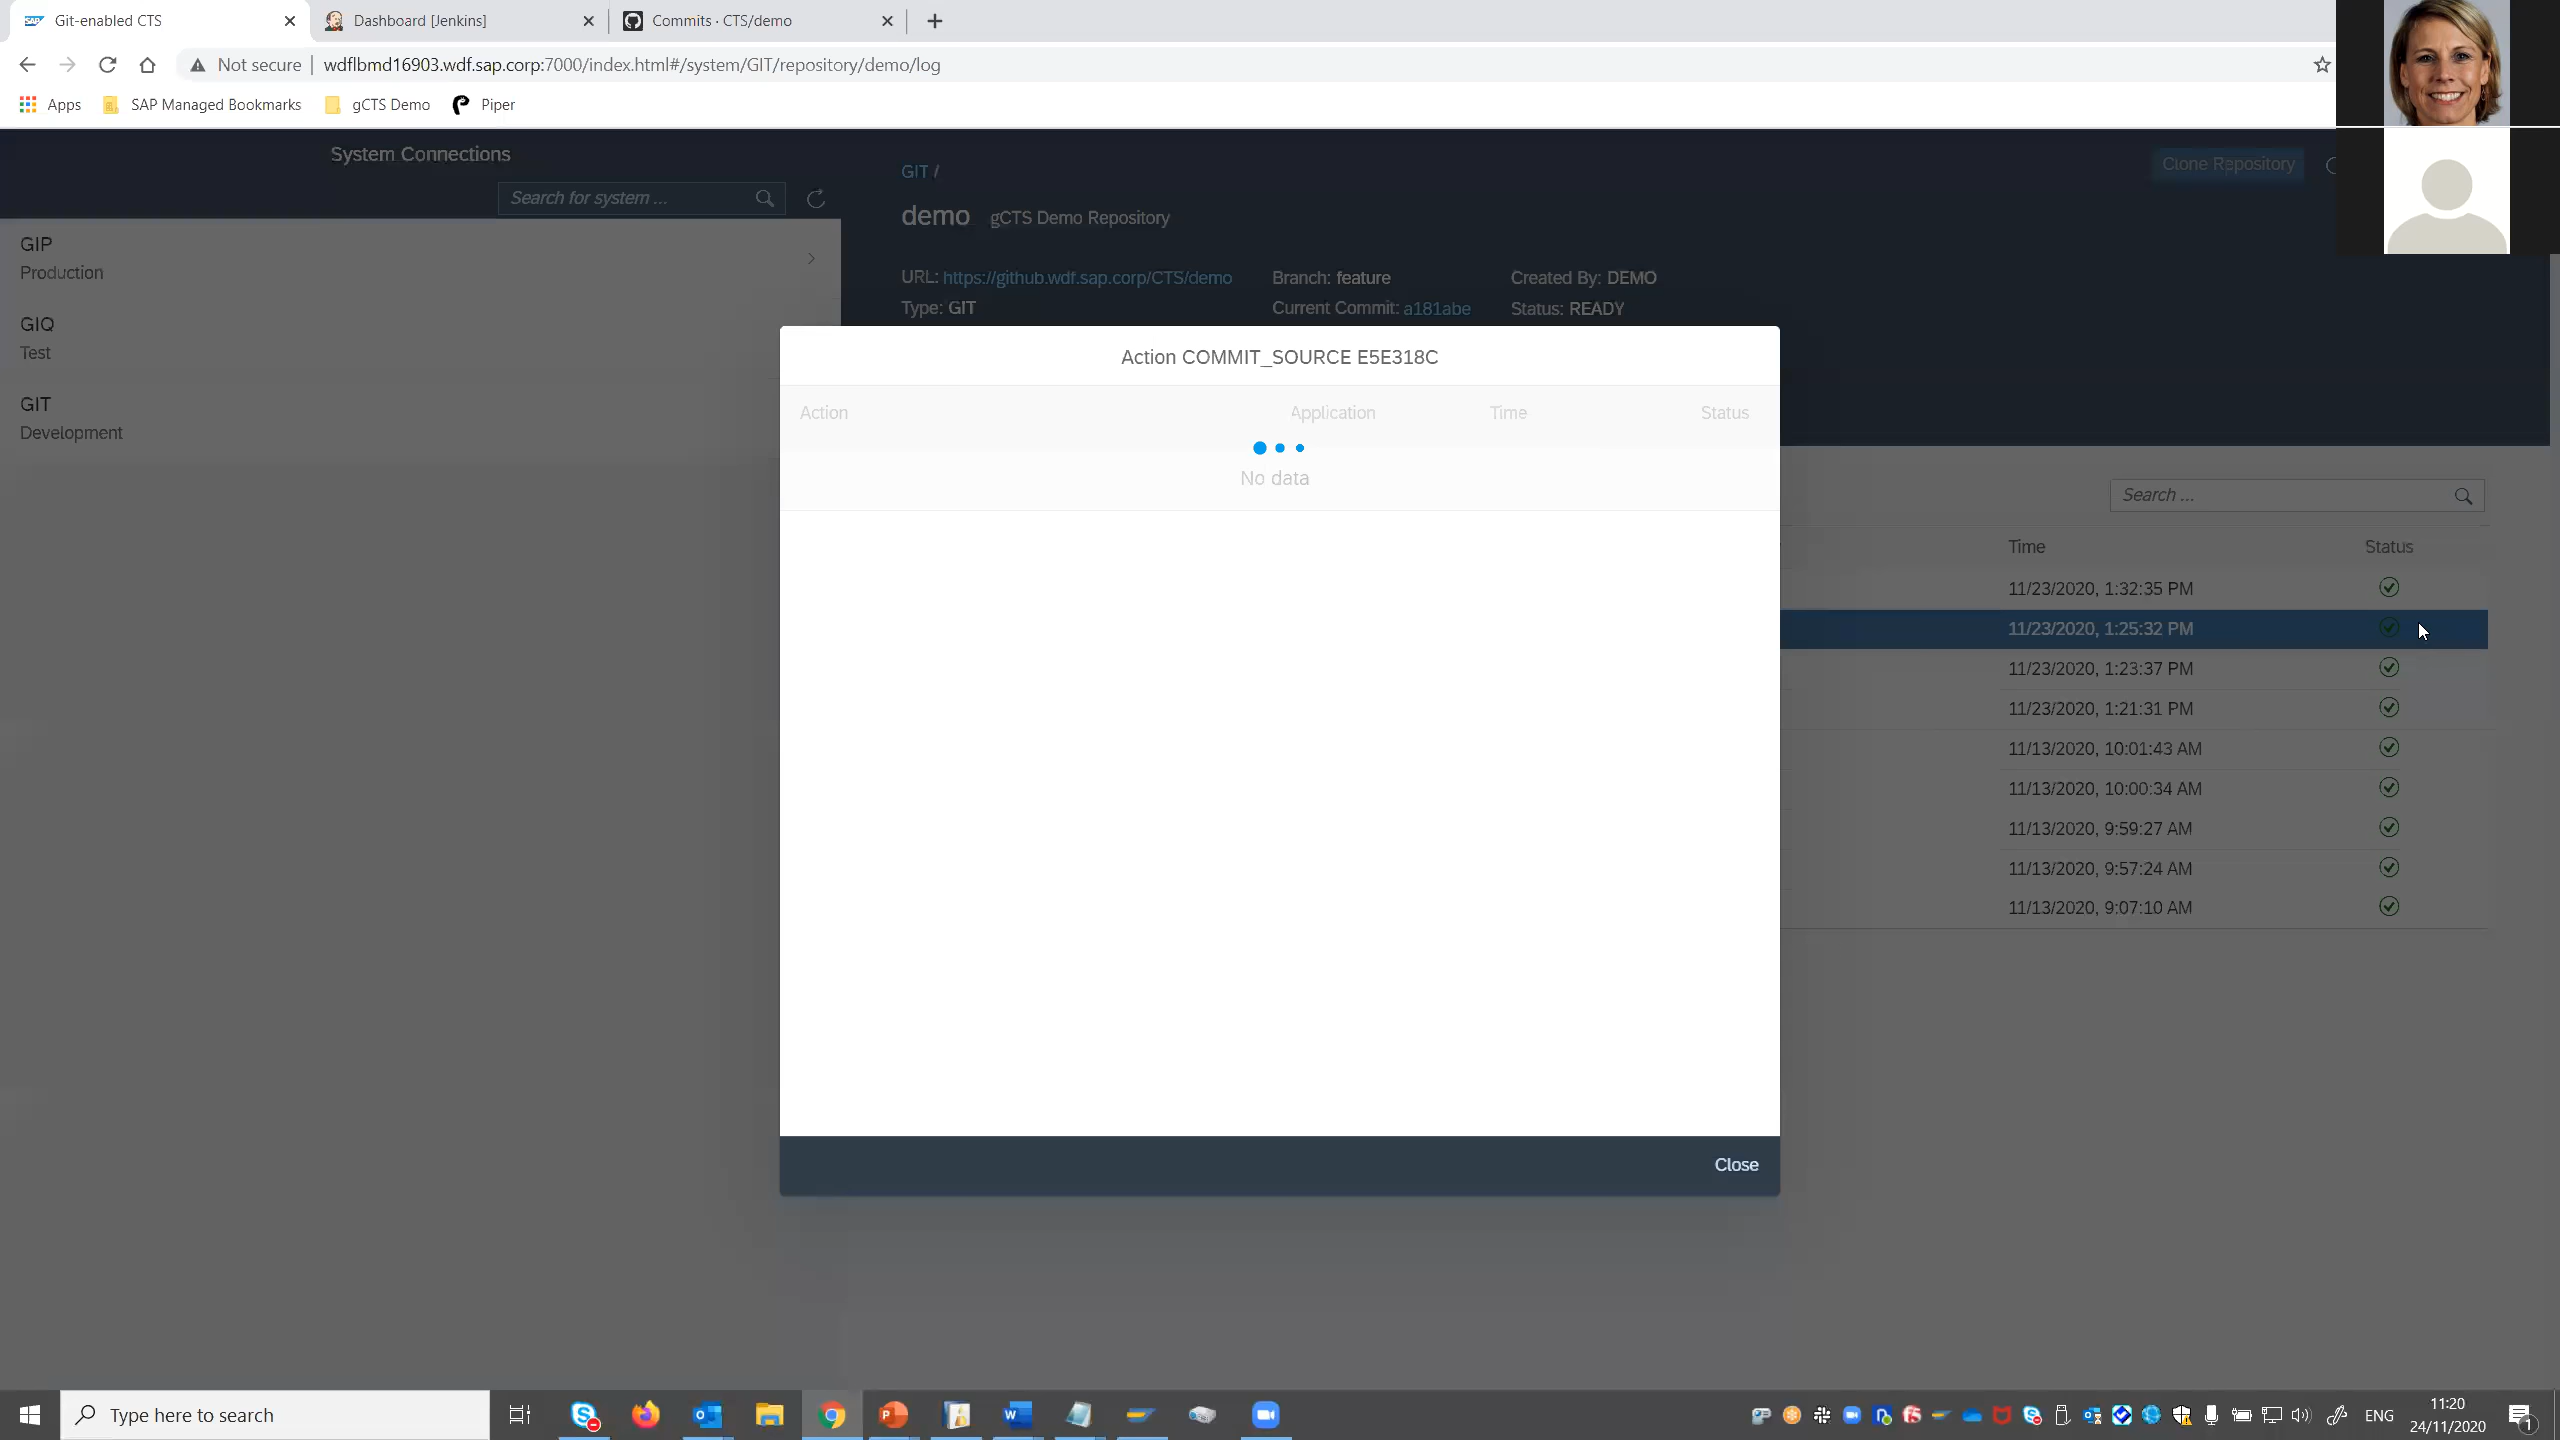 Git-enabled CTS
Dashboard [Jenkins]
Commits · CTS/demo
Not secure
wdflbmd16903.wdf.sap.corp:7000/index.html#/system/GIT/repository/demo/log
Apps
SAP Managed Bookmarks
gCTS Demo
Piper
System Connections
Search for system ...
GIP
Production
GIQ
Test
GIT
Development
GIT /
Clone Repository
demo gCTS Demo Repository
URL: https://github.wdf.sap.corp/CTS/demo
Branch: feature
Created By: DEMO
Type: GIT
Current Commit: a181abe
Status: READY
Action COMMIT_SOURCE E5E318C
Action
Application
Time
Status
No data
Close
Search ...
Time
Status
11/23/2020, 1:32:35 PM
11/23/2020, 1:25:32 PM
11/23/2020, 1:23:37 PM
11/23/2020, 1:21:31 PM
11/13/2020, 10:01:43 AM
11/13/2020, 10:00:34 AM
11/13/2020, 9:59:27 AM
11/13/2020, 9:57:24 AM
11/13/2020, 9:07:10 AM
Type here to search
ENG
11:20
24/11/2020
1